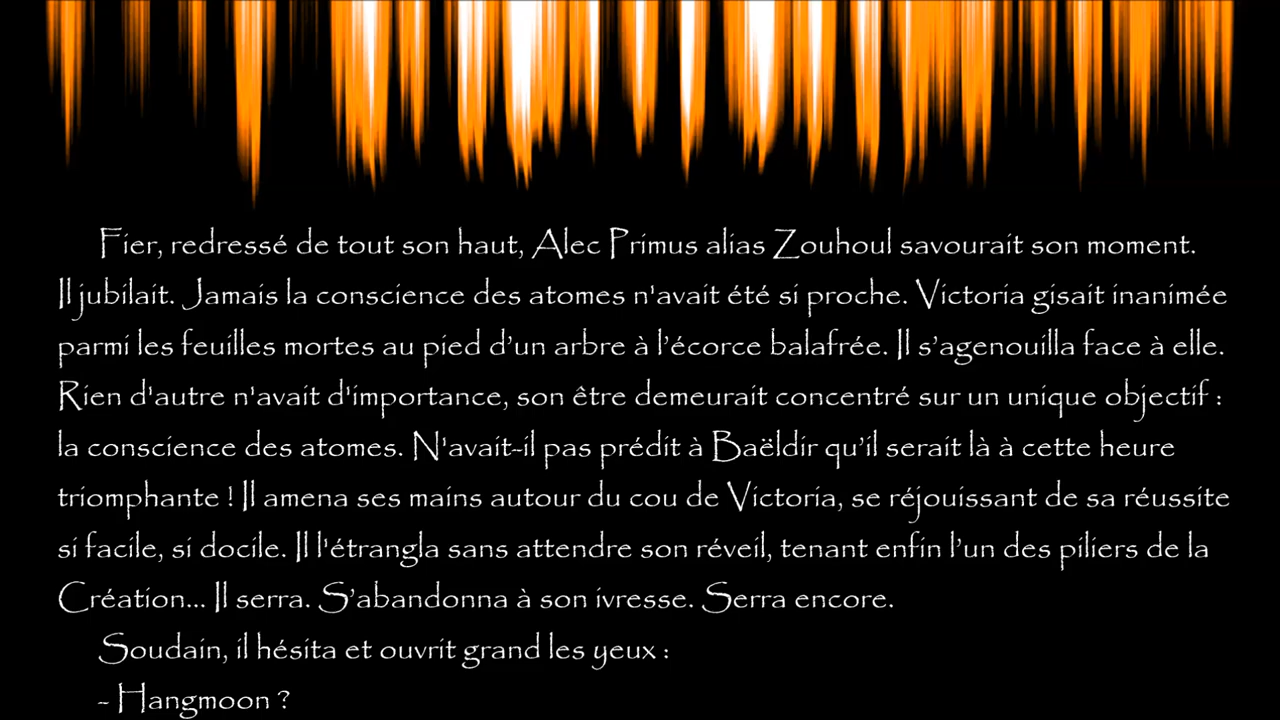 Fier, redressé de tout son haut, Alec Primus alias Zouhoul savourait son moment.
Il jubilait. Jamais la conscience des atomes n'avait été si proche. Victoria gisait inanimée
parmi les feuilles mortes au pied d’un arbre à l’écorce balafrée. Il s’agenouilla face à elle.
Rien d'autre n'avait d'importance, son être demeurait concentré sur un unique objectif :
la conscience des atomes. N'avait-il pas prédit à Baëldir qu’il serait là à cette heure
triomphante ! Il amena ses mains autour du cou de Victoria, se réjouissant de sa réussite
si facile, si docile. Il l'étrangla sans attendre son réveil, tenant enfin l’un des piliers de la
Création... Il serra. S’abandonna à son ivresse. Serra encore.
Soudain, il hésita et ouvrit grand les yeux :
- Hangmoon ?